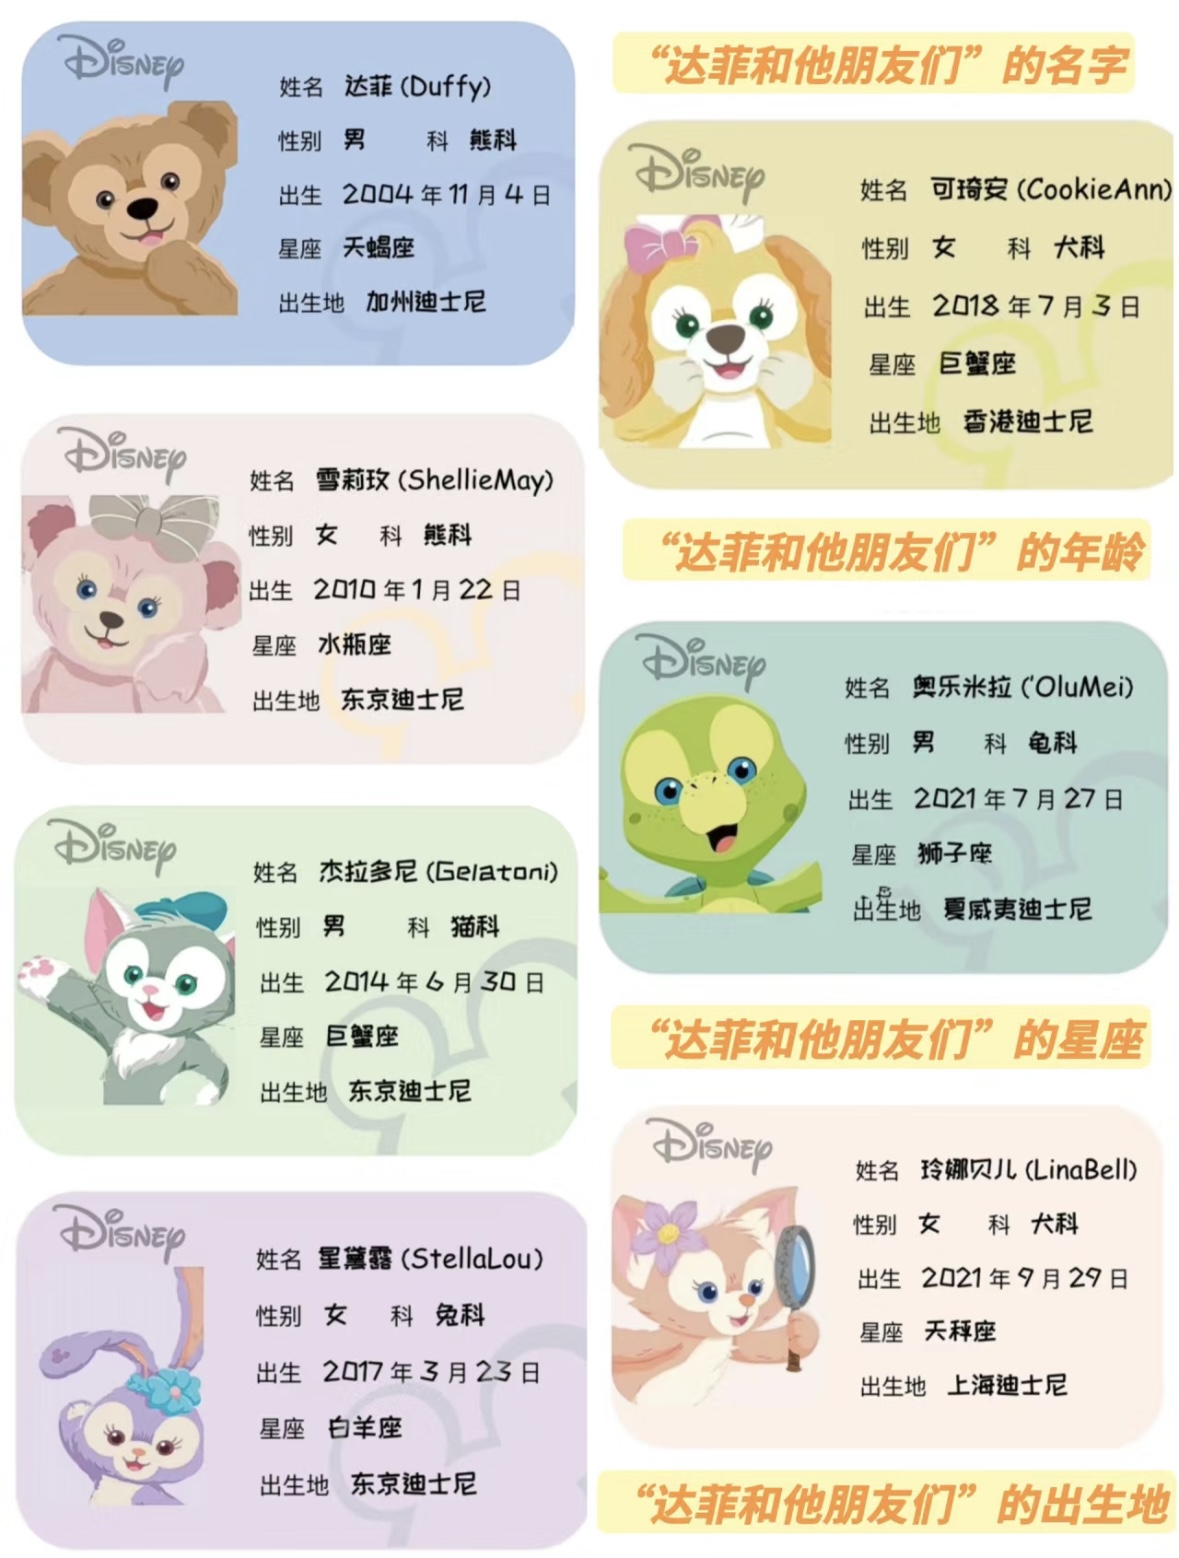 Disney
姓名 达菲 (Duffy)
性别 男 科 熊科
出生 2004 年 11 月 4 日
星座 天蝎座
出生地 加州迪士尼
Disney
姓名 雪莉玫 (ShellieMay)
性别 女 科 熊科
出生 2010 年 1 月 22 日
星座 水瓶座
出生地 东京迪士尼
Disney
姓名 杰拉多尼 (Gelatoni)
性别 男 科 猫科
出生 2014 年 6 月 30 日
星座 巨蟹座
出生地 东京迪士尼
Disney
姓名 星黛露 (StellaLou)
性别 女 科 兔科
出生 2017 年 3 月 23 日
星座 白羊座
出生地 东京迪士尼
“达菲和他朋友们”的名字
Disney
姓名 可琦安 (CookieAnn)
性别 女 科 犬科
出生 2018 年 7 月 3 日
星座 巨蟹座
出生地 香港迪士尼
“达菲和他朋友们”的年龄
Disney
姓名 奥乐米拉 ('OluMei)
性别 男 科 龟科
出生 2021 年 7 月 27 日
星座 狮子座
出生地 夏威夷迪士尼
“达菲和他朋友们”的星座
Disney
姓名 玲娜贝儿 (LinaBell)
性别 女 科 犬科
出生 2021 年 9 月 29 日
星座 天秤座
出生地 上海迪士尼
“达菲和他朋友们”的出生地